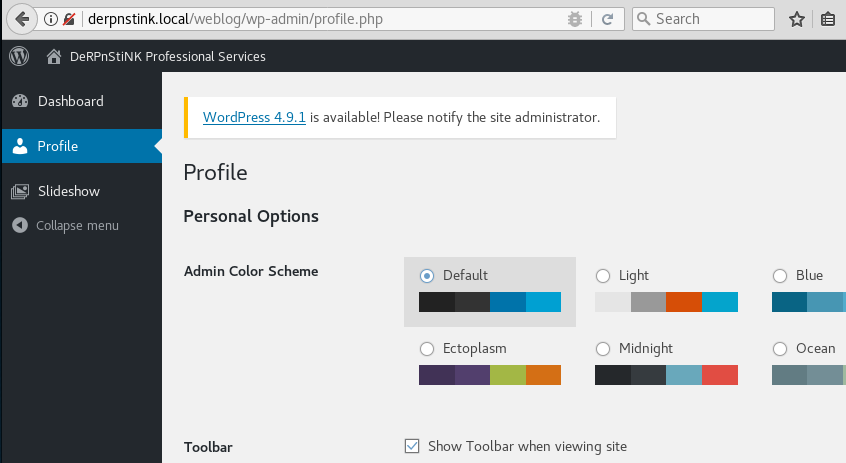 derpnstink.local/weblog/wp-admin/profile.php
Search
DeRPnStiNK Professional Services
Dashboard
Profile
Slideshow
Collapse menu
WordPress 4.9.1 is available! Please notify the site administrator.
Profile
Personal Options
Admin Color Scheme
Default
Light
Blue
Ectoplasm
Midnight
Ocean
Toolbar
Show Toolbar when viewing site